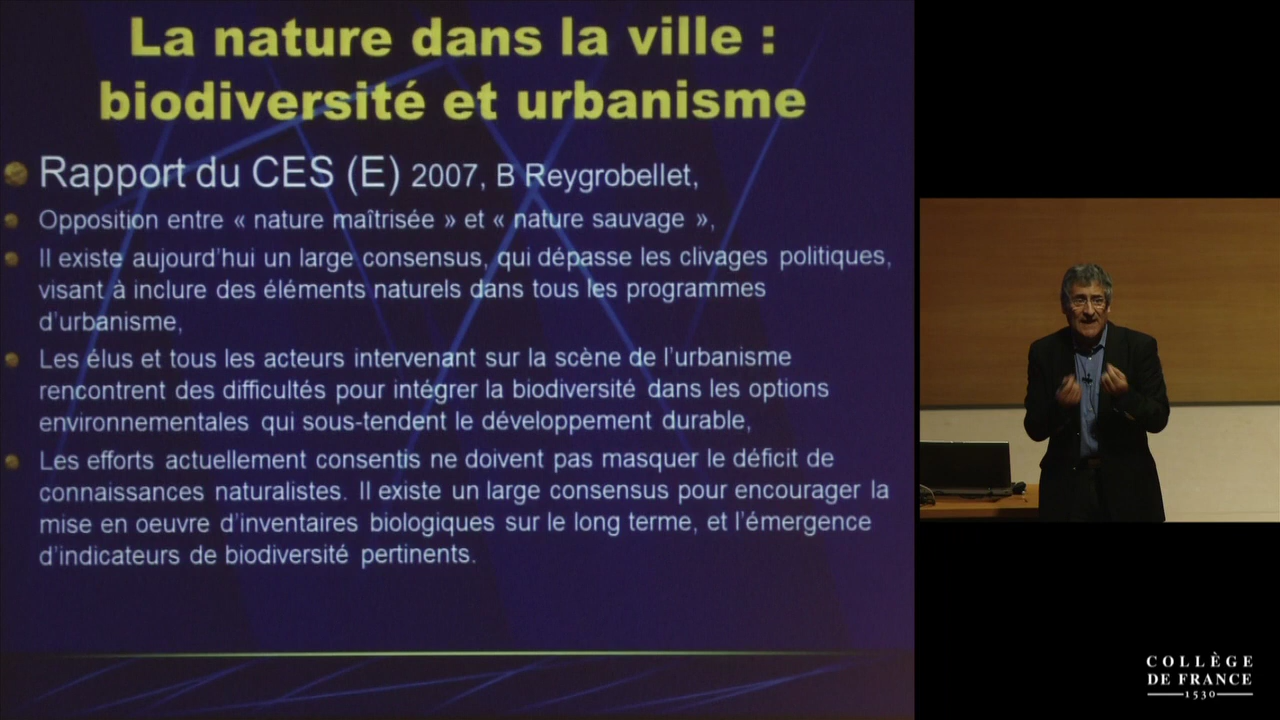 La nature dans la ville :
biodiversité et urbanisme
Rapport du CES (E) 2007, B Reygrobellet,
Opposition entre « nature maîtrisée » et « nature sauvage »,
Il existe aujourd'hui un large consensus, qui dépasse les clivages politiques,
visant à inclure des éléments naturels dans tous les programmes
d'urbanisme,
Les élus et tous les acteurs intervenant sur la scène de l'urbanisme
rencontrent des difficultés pour intégrer la biodiversité dans les options
environnementales qui sous-tendent le développement durable,
Les efforts actuellement consentis ne doivent pas masquer le déficit de
connaissances naturalistes. Il existe un large consensus pour encourager la
mise en oeuvre d'inventaires biologiques sur le long terme, et l'émergence
d'indicateurs de biodiversité pertinents.
COLLÈGE
DE FRANCE
1530